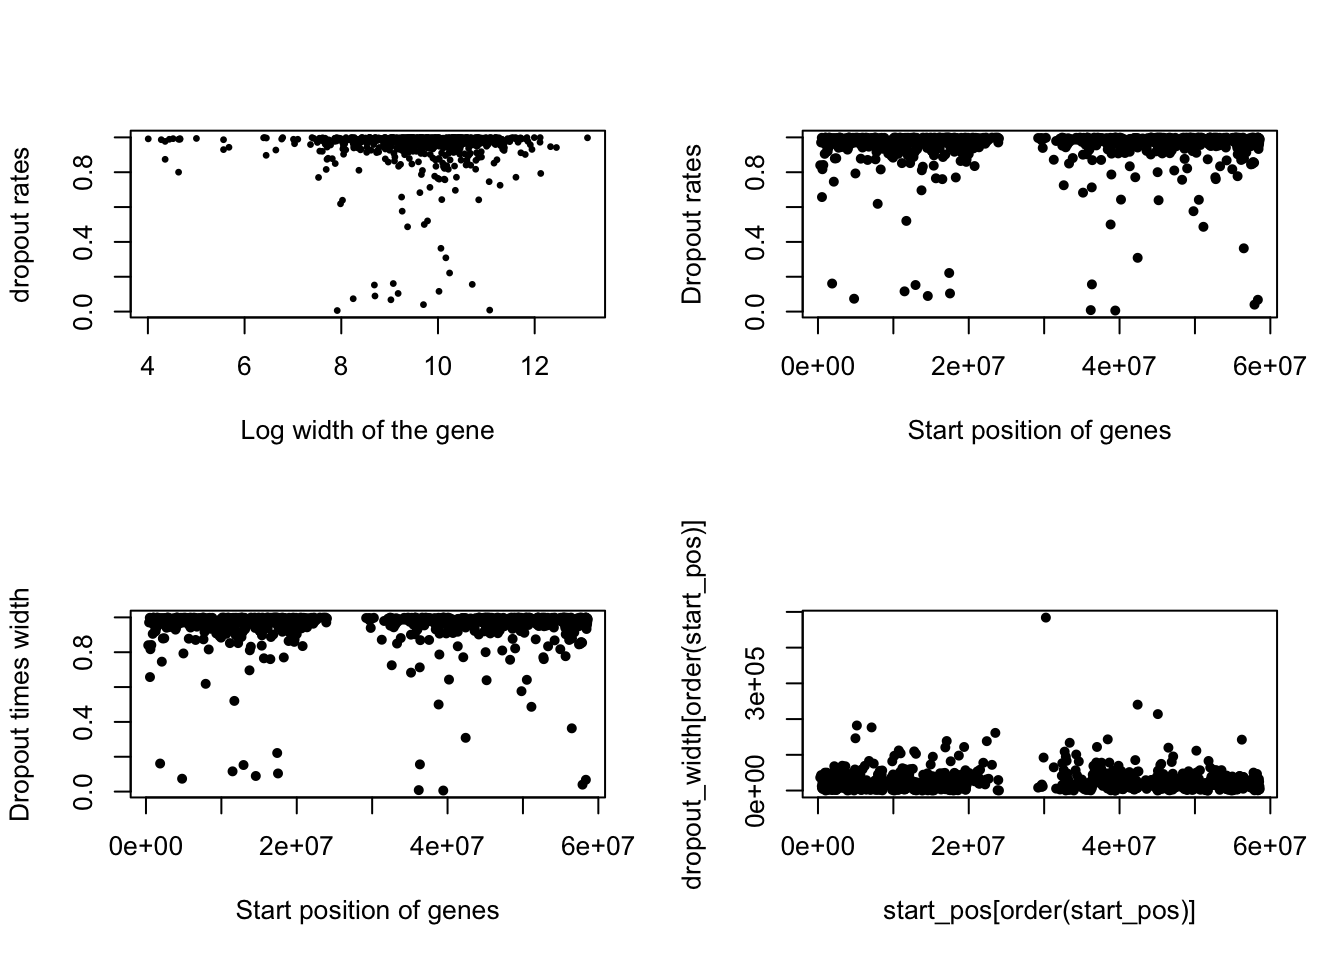 dropout rates
0.0 0.4 0.8
4 6 8 10 12
Log width of the gene
Dropout rates
0.0 0.4 0.8
0e+00 2e+07 4e+07 6e+07
Start position of genes
Dropout times width
0.0 0.4 0.8
0e+00 2e+07 4e+07 6e+07
Start position of genes
dropout_width[order(start_pos)]
0e+00 3e+05
0e+00 2e+07 4e+07 6e+07
start_pos[order(start_pos)]